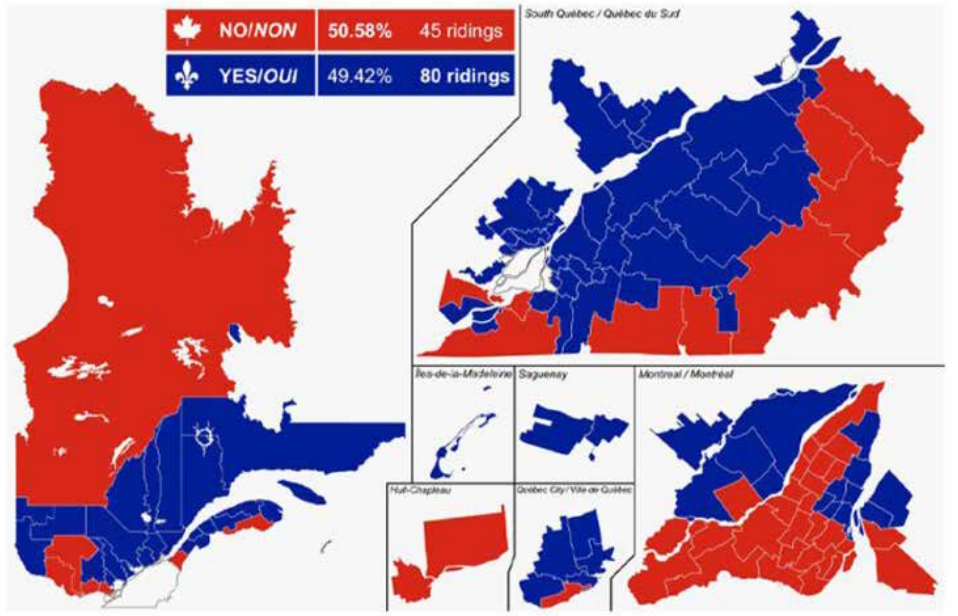 NO/NON 50.58% 45 ridings
YES/OUI 49.42% 80 ridings
South Québec / Québec du Sud
Îles-de-la-Madeleine
Saguenay
Montreal / Montréal
Hull-Chapleau
Québec City / Ville de Québec